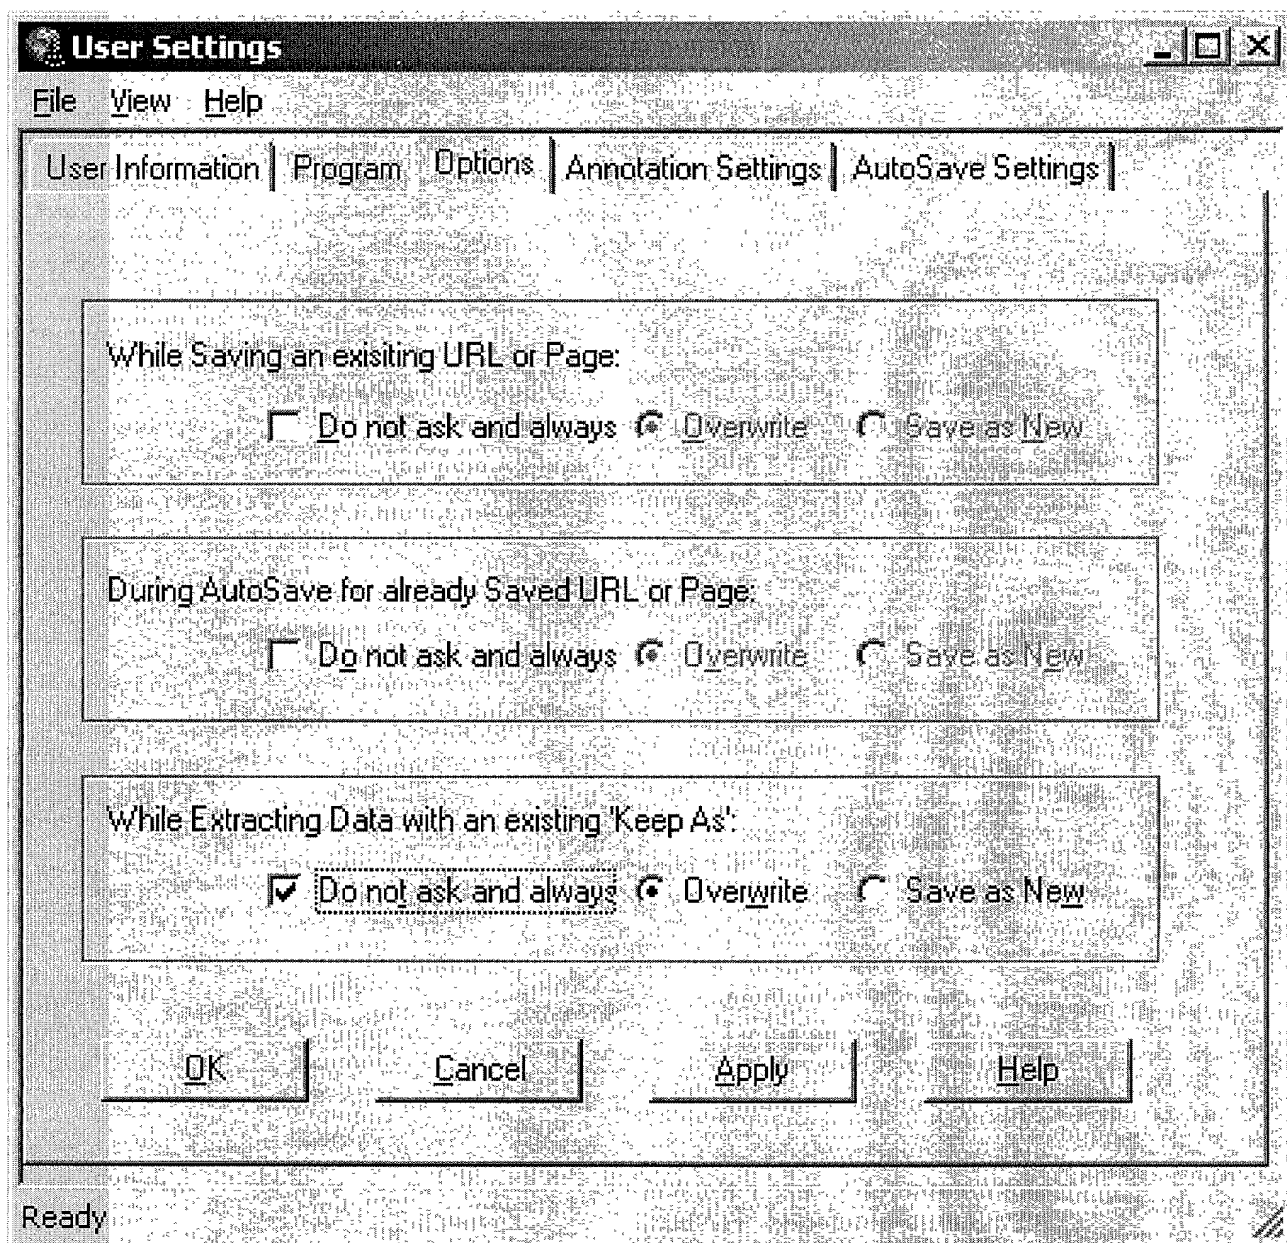 User Settings
File View Help
User Information Program Options Annotation Settings AutoSave Settings
While Saving an exisiting URL or Page:
Do not ask and always Overwrite Save as New
During AutoSave for already Saved URL or Page:
Do not ask and always Overwrite Save as New
While Extracting Data with an existing 'Keep As':
Do not ask and always Overwrite Save as New
OK Cancel Apply Help
Ready